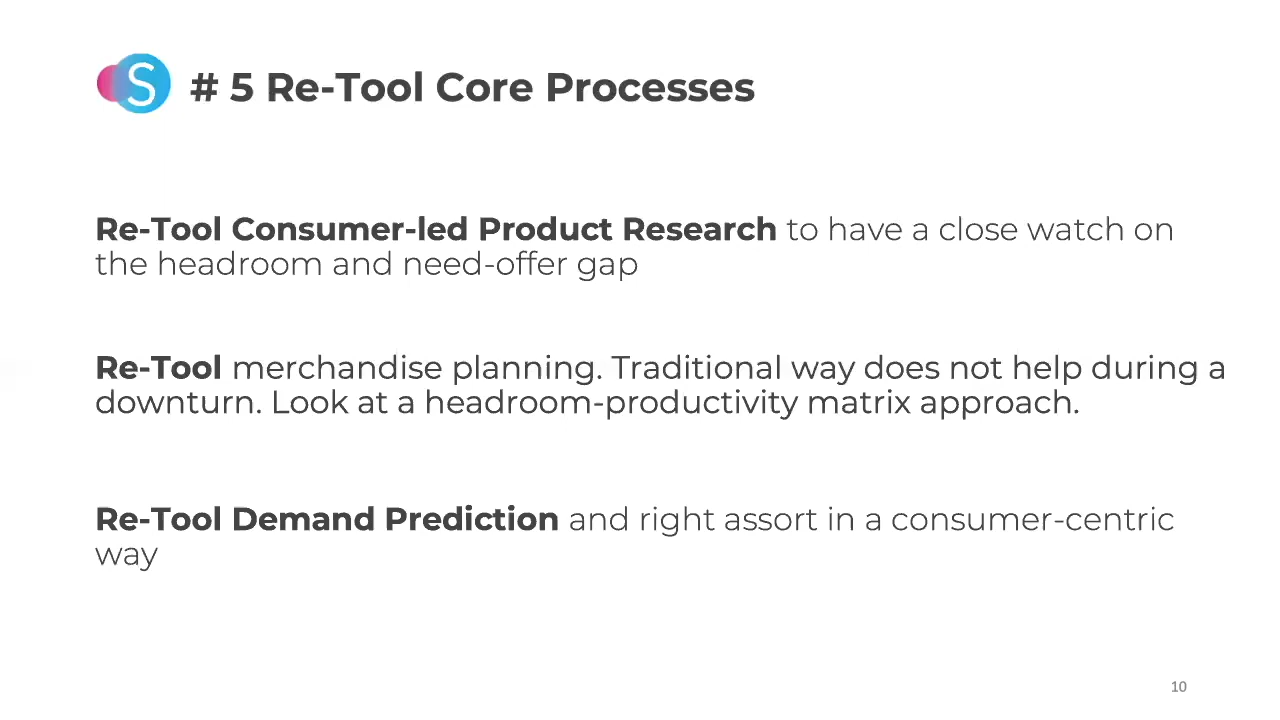 S
# 5 Re-Tool Core Processes
Re-Tool Consumer-led Product Research to have a close watch on
the headroom and need-offer gap
Re-Tool merchandise planning. Traditional way does not help during a
downturn. Look at a headroom-productivity matrix approach.
Re-Tool Demand Prediction and right assort in a consumer-centric
way
10